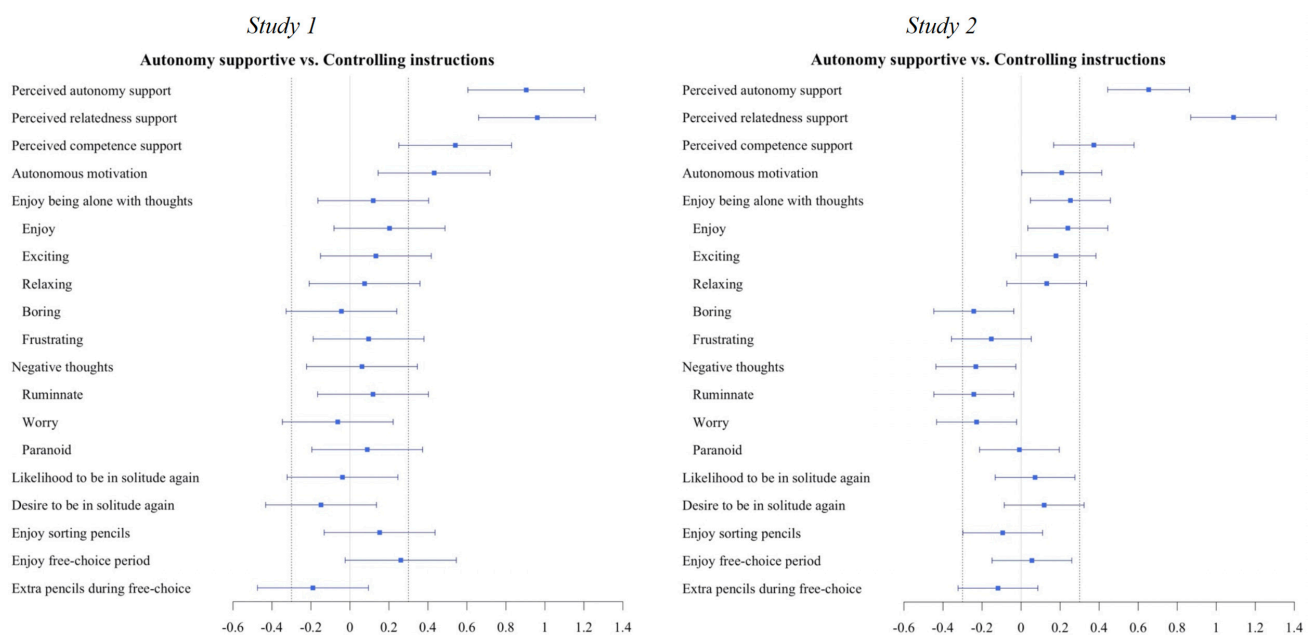 Study 1
Autonomy supportive vs. Controlling instructions
Perceived autonomy support
Perceived relatedness support
Perceived competence support
Autonomous motivation
Enjoy being alone with thoughts
Enjoy
Exciting
Relaxing
Boring
Frustrating
Negative thoughts
Ruminnate
Worry
Paranoid
Likelihood to be in solitude again
Desire to be in solitude again
Enjoy sorting pencils
Enjoy free-choice period
Extra pencils during free-choice
-0.6 -0.4 -0.2 0 0.2 0.4 0.6 0.8 1 1.2 1.4
Study 2
Autonomy supportive vs. Controlling instructions
Perceived autonomy support
Perceived relatedness support
Perceived competence support
Autonomous motivation
Enjoy being alone with thoughts
Enjoy
Exciting
Relaxing
Boring
Frustrating
Negative thoughts
Ruminnate
Worry
Paranoid
Likelihood to be in solitude again
Desire to be in solitude again
Enjoy sorting pencils
Enjoy free-choice period
Extra pencils during free-choice
-0.6 -0.4 -0.2 0 0.2 0.4 0.6 0.8 1 1.2 1.4